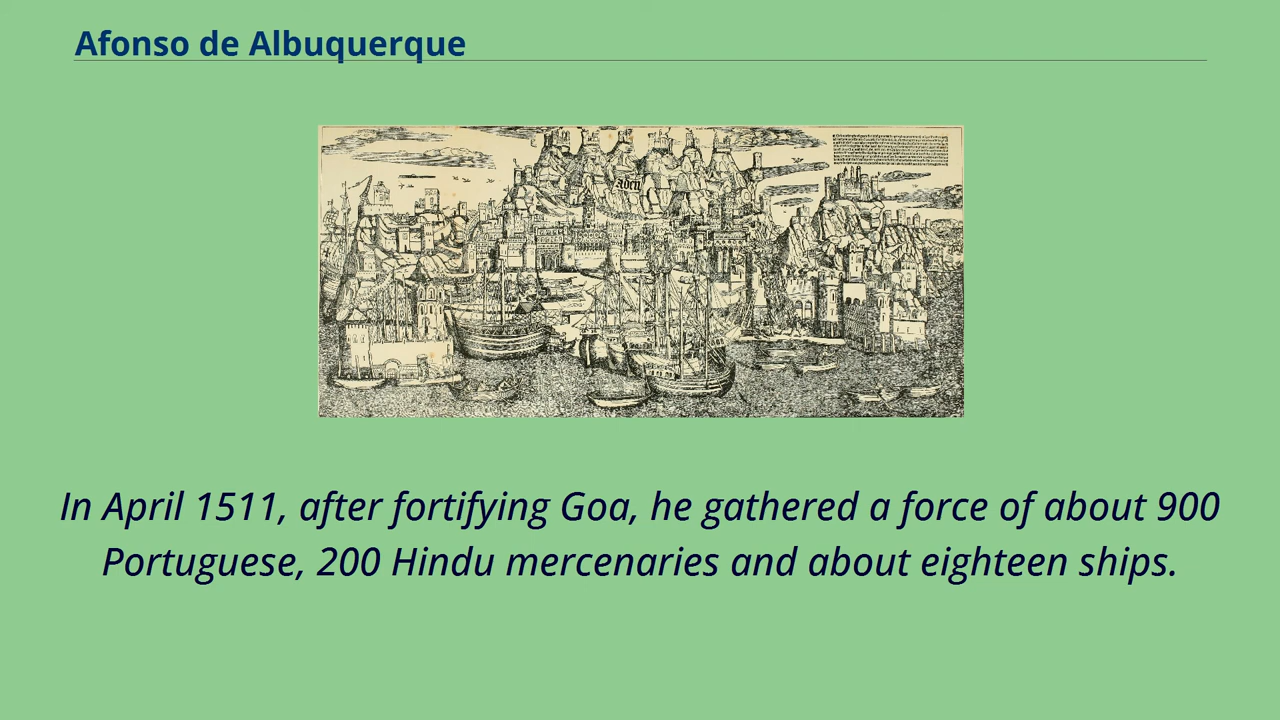 Afonso de Albuquerque
aden
In April 1511, after fortifying Goa, he gathered a force of about 900
Portuguese, 200 Hindu mercenaries and about eighteen ships.